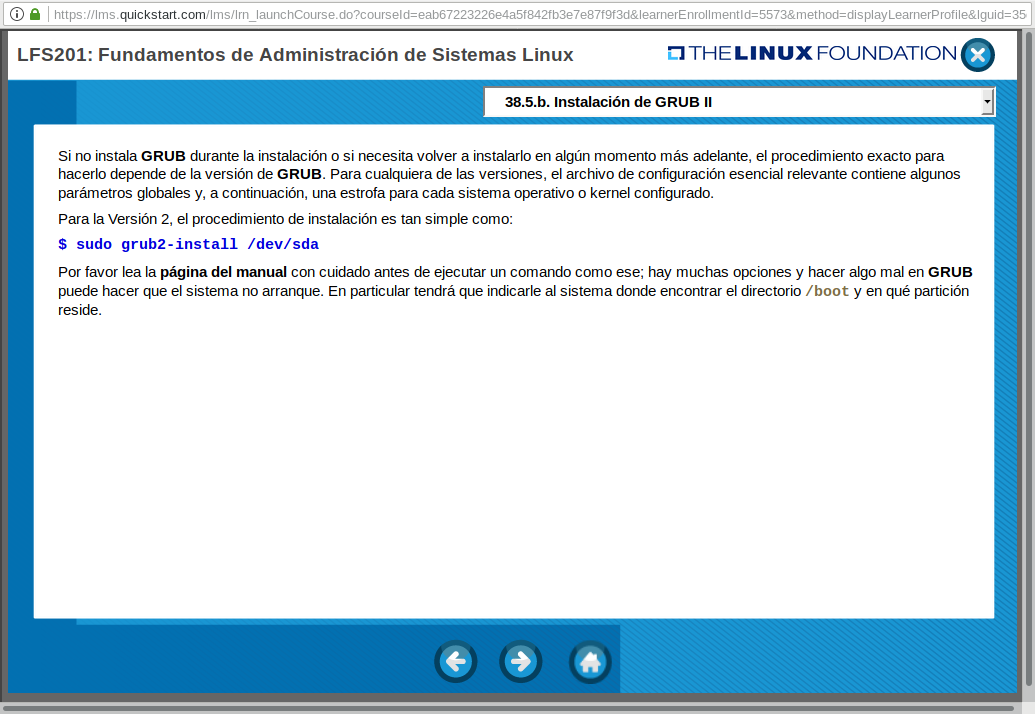 https://lms.quickstart.com/lms/lrn_launchCourse.do?courseId=eab67223226e4a5f842fb3e7e87f9f3d&learnerEnrollmentId=5573&method=displayLearnerProfile&lguid=35
LFS201: Fundamentos de Administración de Sistemas Linux
THE LINUX FOUNDATION
38.5.b. Instalación de GRUB II
Si no instala GRUB durante la instalación o si necesita volver a instalarlo en algún momento más adelante, el procedimiento exacto para
hacerlo depende de la versión de GRUB. Para cualquiera de las versiones, el archivo de configuración esencial relevante contiene algunos
parámetros globales y, a continuación, una estrofa para cada sistema operativo o kernel configurado.
Para la Versión 2, el procedimiento de instalación es tan simple como:
$ sudo grub2-install /dev/sda
Por favor lea la página del manual con cuidado antes de ejecutar un comando como ese; hay muchas opciones y hacer algo mal en GRUB
puede hacer que el sistema no arranque. En particular tendrá que indicarle al sistema donde encontrar el directorio /boot y en qué partición
reside.